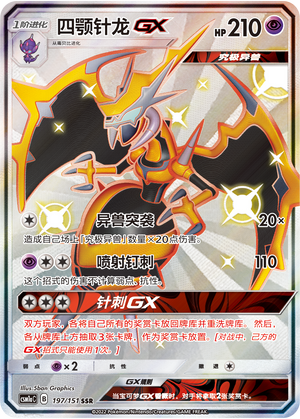 1阶进化
四颚针龙GX
HP210
从毒贝比进化
究极异兽
异兽突袭 20×
造成自己场上「究极异兽」数量×20点伤害。
喷射钉刺 110
这个招式的伤害不计算弱点、抗性。
针刺GX
双方玩家，各将自己所有的奖赏卡放回牌库并重洗牌库。然后，
各从牌库上方抽取3张卡牌，作为奖赏卡放置。[对战中，己方的
GX招式只能使用1次。]
弱点 ×2 抵抗力 撤退
Illus. 5ban Graphics
GX规则
CSM1aC B 197/151 SSR
当宝可梦GX昏厥时，对手将拿取2张奖赏卡。
©2022 Pokémon/Nintendo/Creatures/GAME FREAK